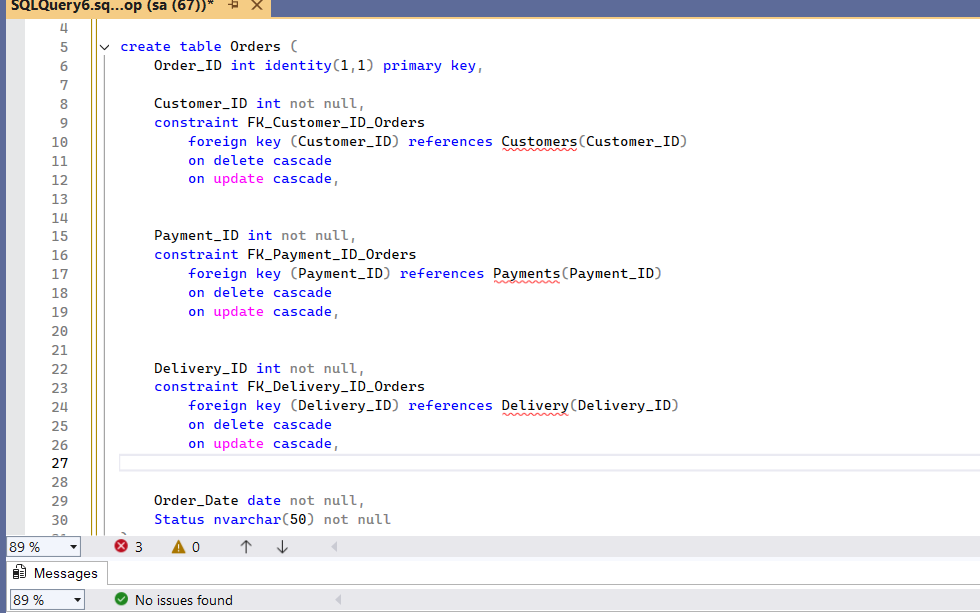 SQLQuery6.sq...op (sa (67))*
4
5 create table Orders (
6 Order_ID int identity(1,1) primary key,
7
8 Customer_ID int not null,
9 constraint FK_Customer_ID_Orders
10 foreign key (Customer_ID) references Customers(Customer_ID)
11 on delete cascade
12 on update cascade,
13
14
15 Payment_ID int not null,
16 constraint FK_Payment_ID_Orders
17 foreign key (Payment_ID) references Payments(Payment_ID)
18 on delete cascade
19 on update cascade,
20
21
22 Delivery_ID int not null,
23 constraint FK_Delivery_ID_Orders
24 foreign key (Delivery_ID) references Delivery(Delivery_ID)
25 on delete cascade
26 on update cascade,
27
28
29 Order_Date date not null,
30 Status nvarchar(50) not null
89 % 3 0
Messages
89 % No issues found